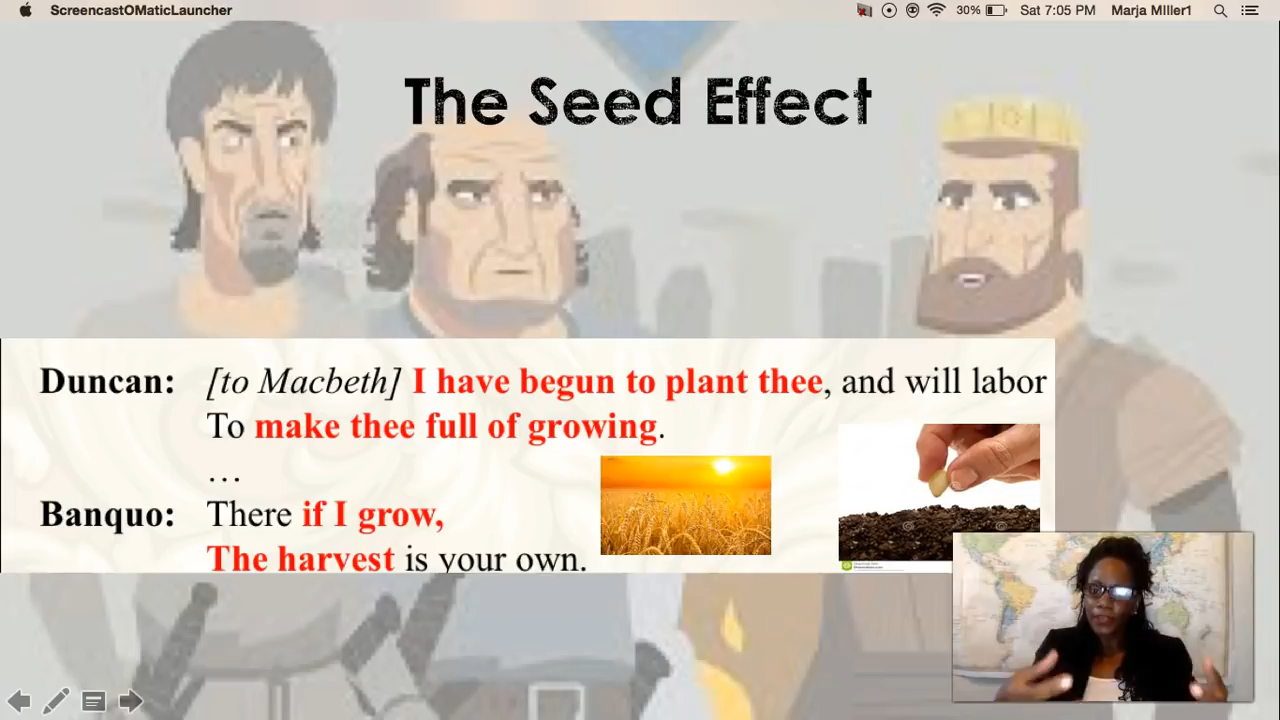 ScreencastOMaticLauncher
30%
Sat 7:05 PM
Marja MIller1
The Seed Effect
Duncan: [to Macbeth] I have begun to plant thee, and will labor
To make thee full of growing.
…
Banquo: There if I grow,
The harvest is your own.